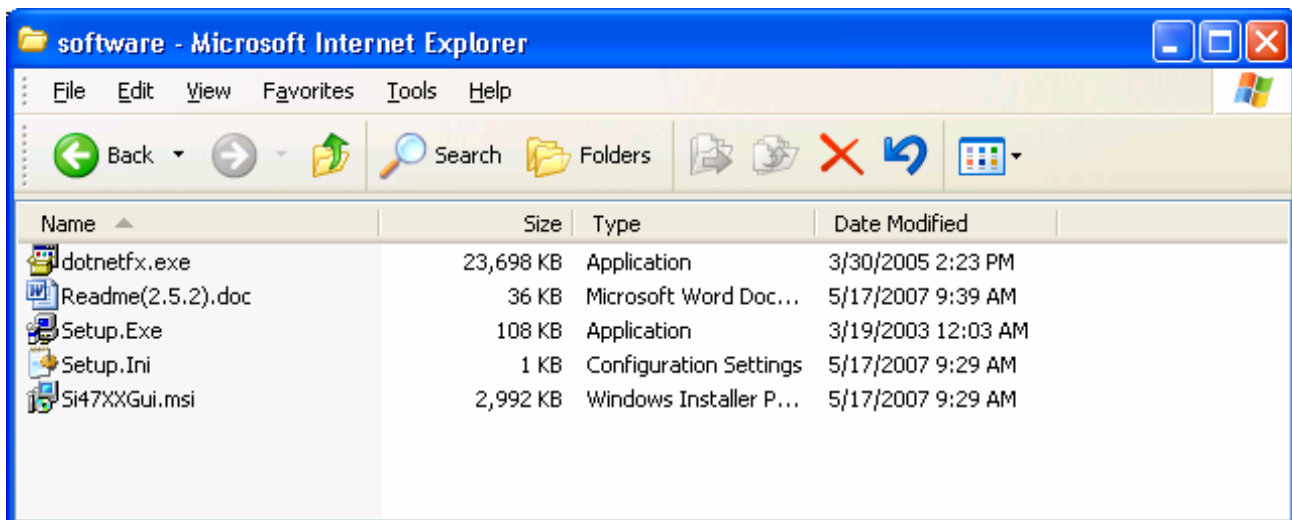 software - Microsoft Internet Explorer
File Edit View Favorites Tools Help
Back Search Folders
Name Size Type Date Modified
dotnetfx.exe 23,698 KB Application 3/30/2005 2:23 PM
Readme(2.5.2).doc 36 KB Microsoft Word Doc... 5/17/2007 9:39 AM
Setup.Exe 108 KB Application 3/19/2003 12:03 AM
Setup.Ini 1 KB Configuration Settings 5/17/2007 9:29 AM
Si47XXGui.msi 2,992 KB Windows Installer P... 5/17/2007 9:29 AM